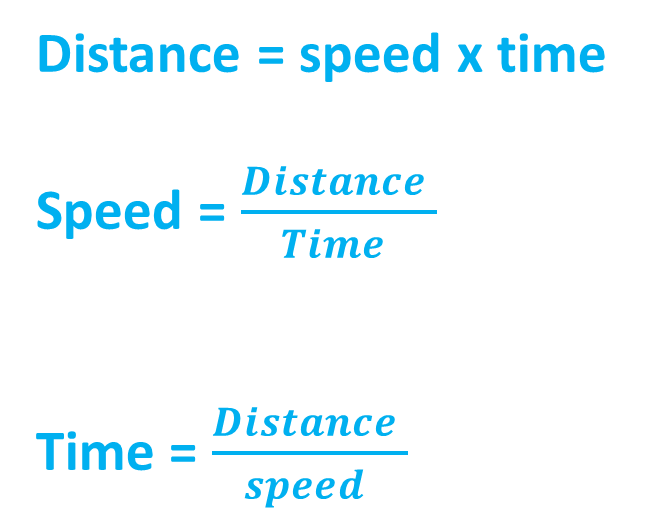 Distance = speed x time
Speed = Distance
Time
Time = Distance
speed